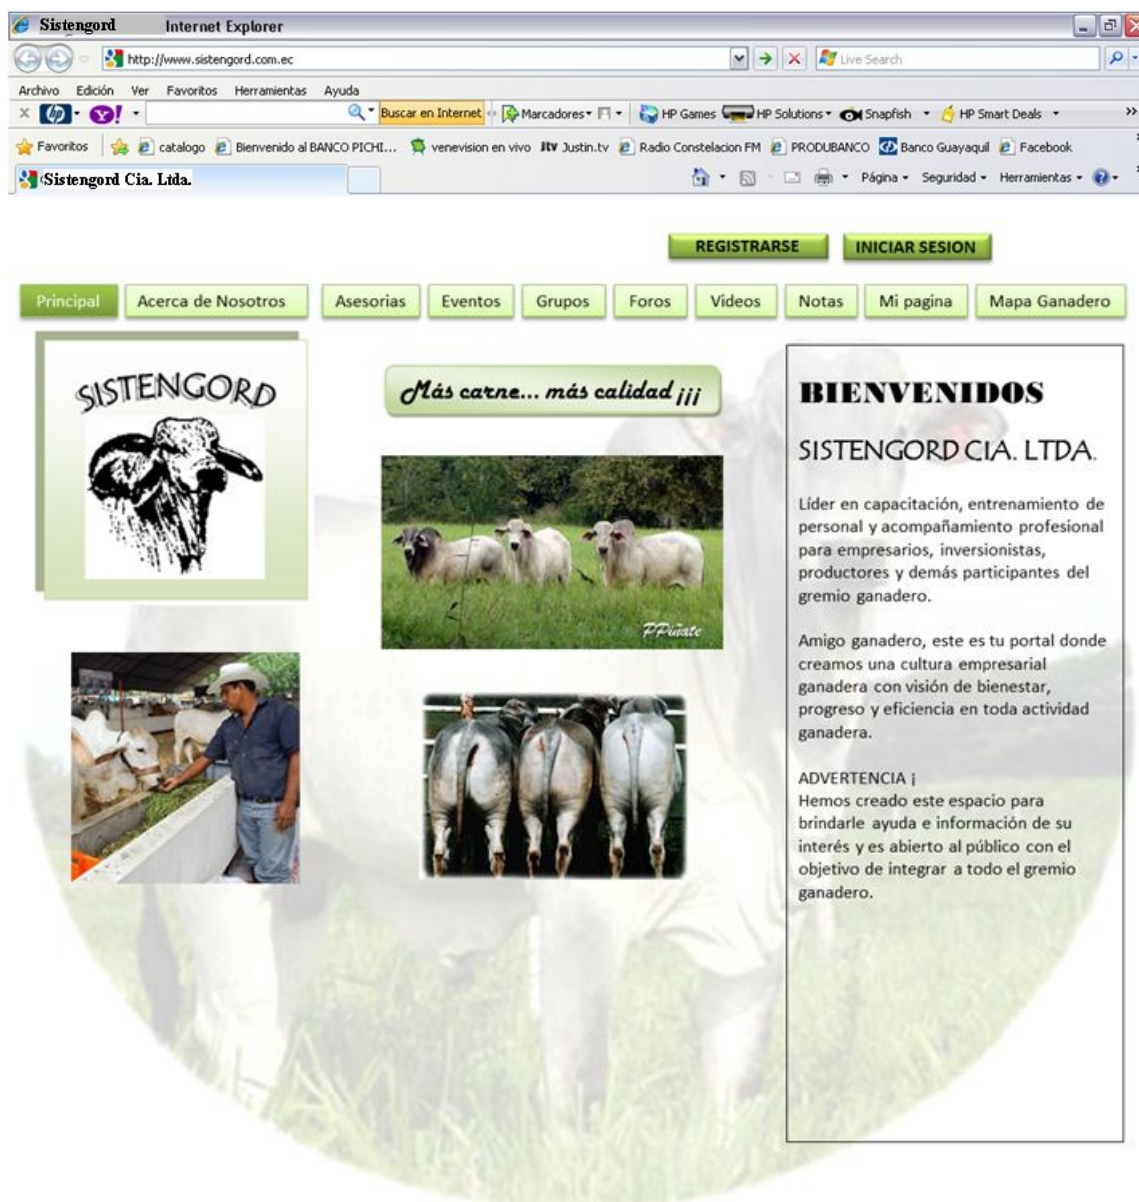 Sistengord Internet Explorer
http://www.sistengord.com.ec
Live Search
Archivo Edición Ver Favoritos Herramientas Ayuda
hp Y! Buscar en Internet Marcadores HP Games HP Solutions Snapfish HP Smart Deals
Favoritos catalogo Bienvenido al BANCO PICHI... venevision en vivo Jtv Justin.tv Radio Constelacion FM PRODUBANCO Banco Guayaquil Facebook
Sistengord Cia. Ltda.
Página Seguridad Herramientas
REGISTRARSE INICIAR SESION
Principal Acerca de Nosotros Asesorias Eventos Grupos Foros Videos Notas Mi pagina Mapa Ganadero
SISTENGORD
Más carne... más calidad ¡¡¡
PPiñate
BIENVENIDOS
SISTENGORD CIA. LTDA.
Líder en capacitación, entrenamiento de
personal y acompañamiento profesional
para empresarios, inversionistas,
productores y demás participantes del
gremio ganadero.
Amigo ganadero, este es tu portal donde
creamos una cultura empresarial
ganadera con visión de bienestar,
progreso y eficiencia en toda actividad
ganadera.
ADVERTENCIA ¡
Hemos creado este espacio para
brindarle ayuda e información de su
interés y es abierto al público con el
objetivo de integrar a todo el gremio
ganadero.